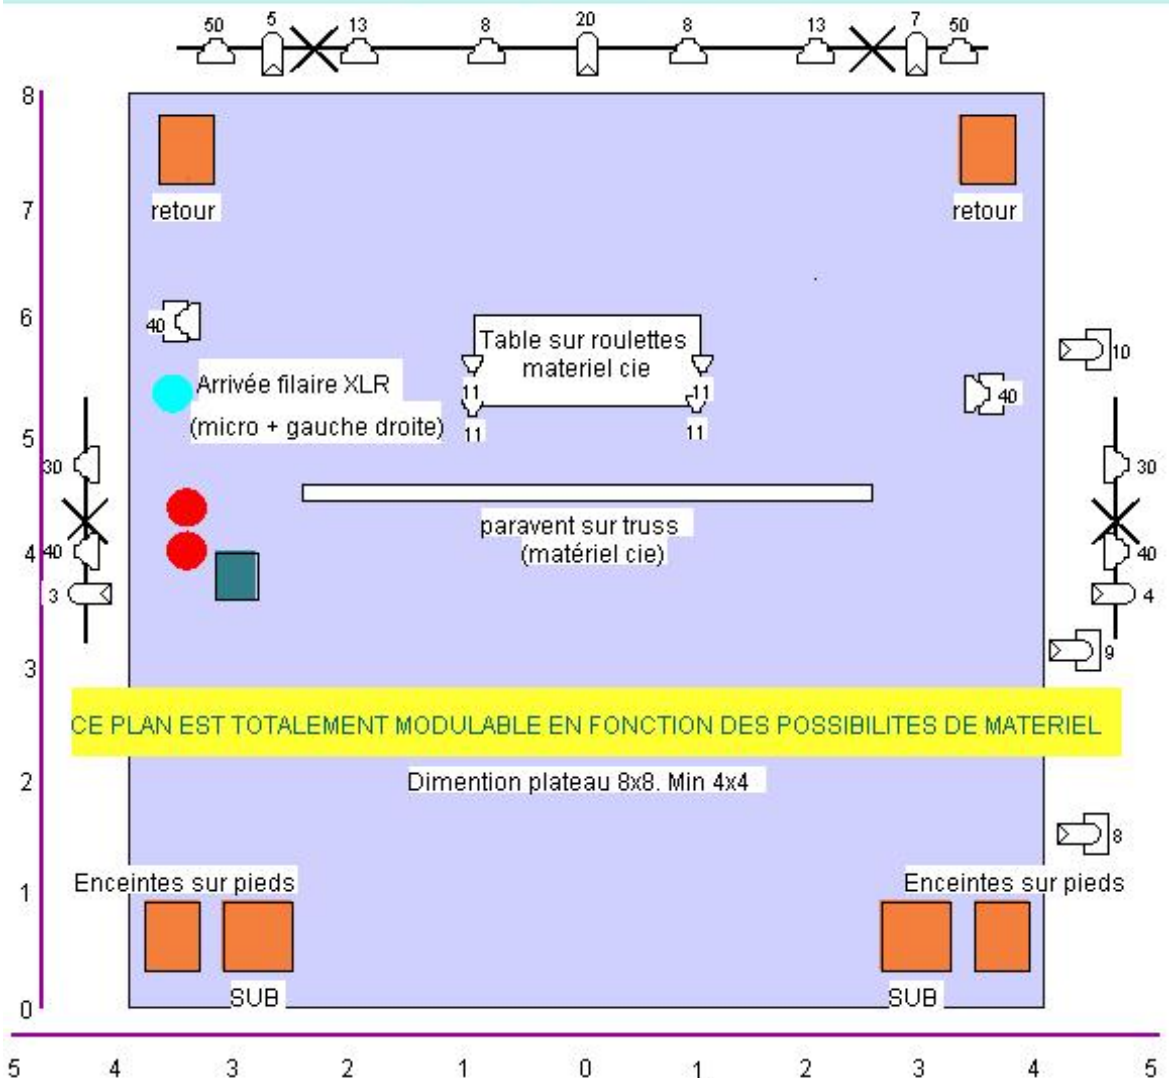 50 5 13 8 20 8 13 7 50
8
retour retour
7
6
40
10
Table sur roulettes
materiel cie
Arrivée filaire XLR
(micro + gauche droite)
11 11
40
11 11
5
30 30
paravent sur truss
(matériel cie)
4
40 40
3 4
9
3
CE PLAN EST TOTALEMENT MODULABLE EN FONCTION DES POSSIBILITES DE MATERIEL
2
Dimention plateau 8x8. Min 4x4
8
1
Enceintes sur pieds Enceintes sur pieds
SUB SUB
0
5 4 3 2 1 0 1 2 3 4 5